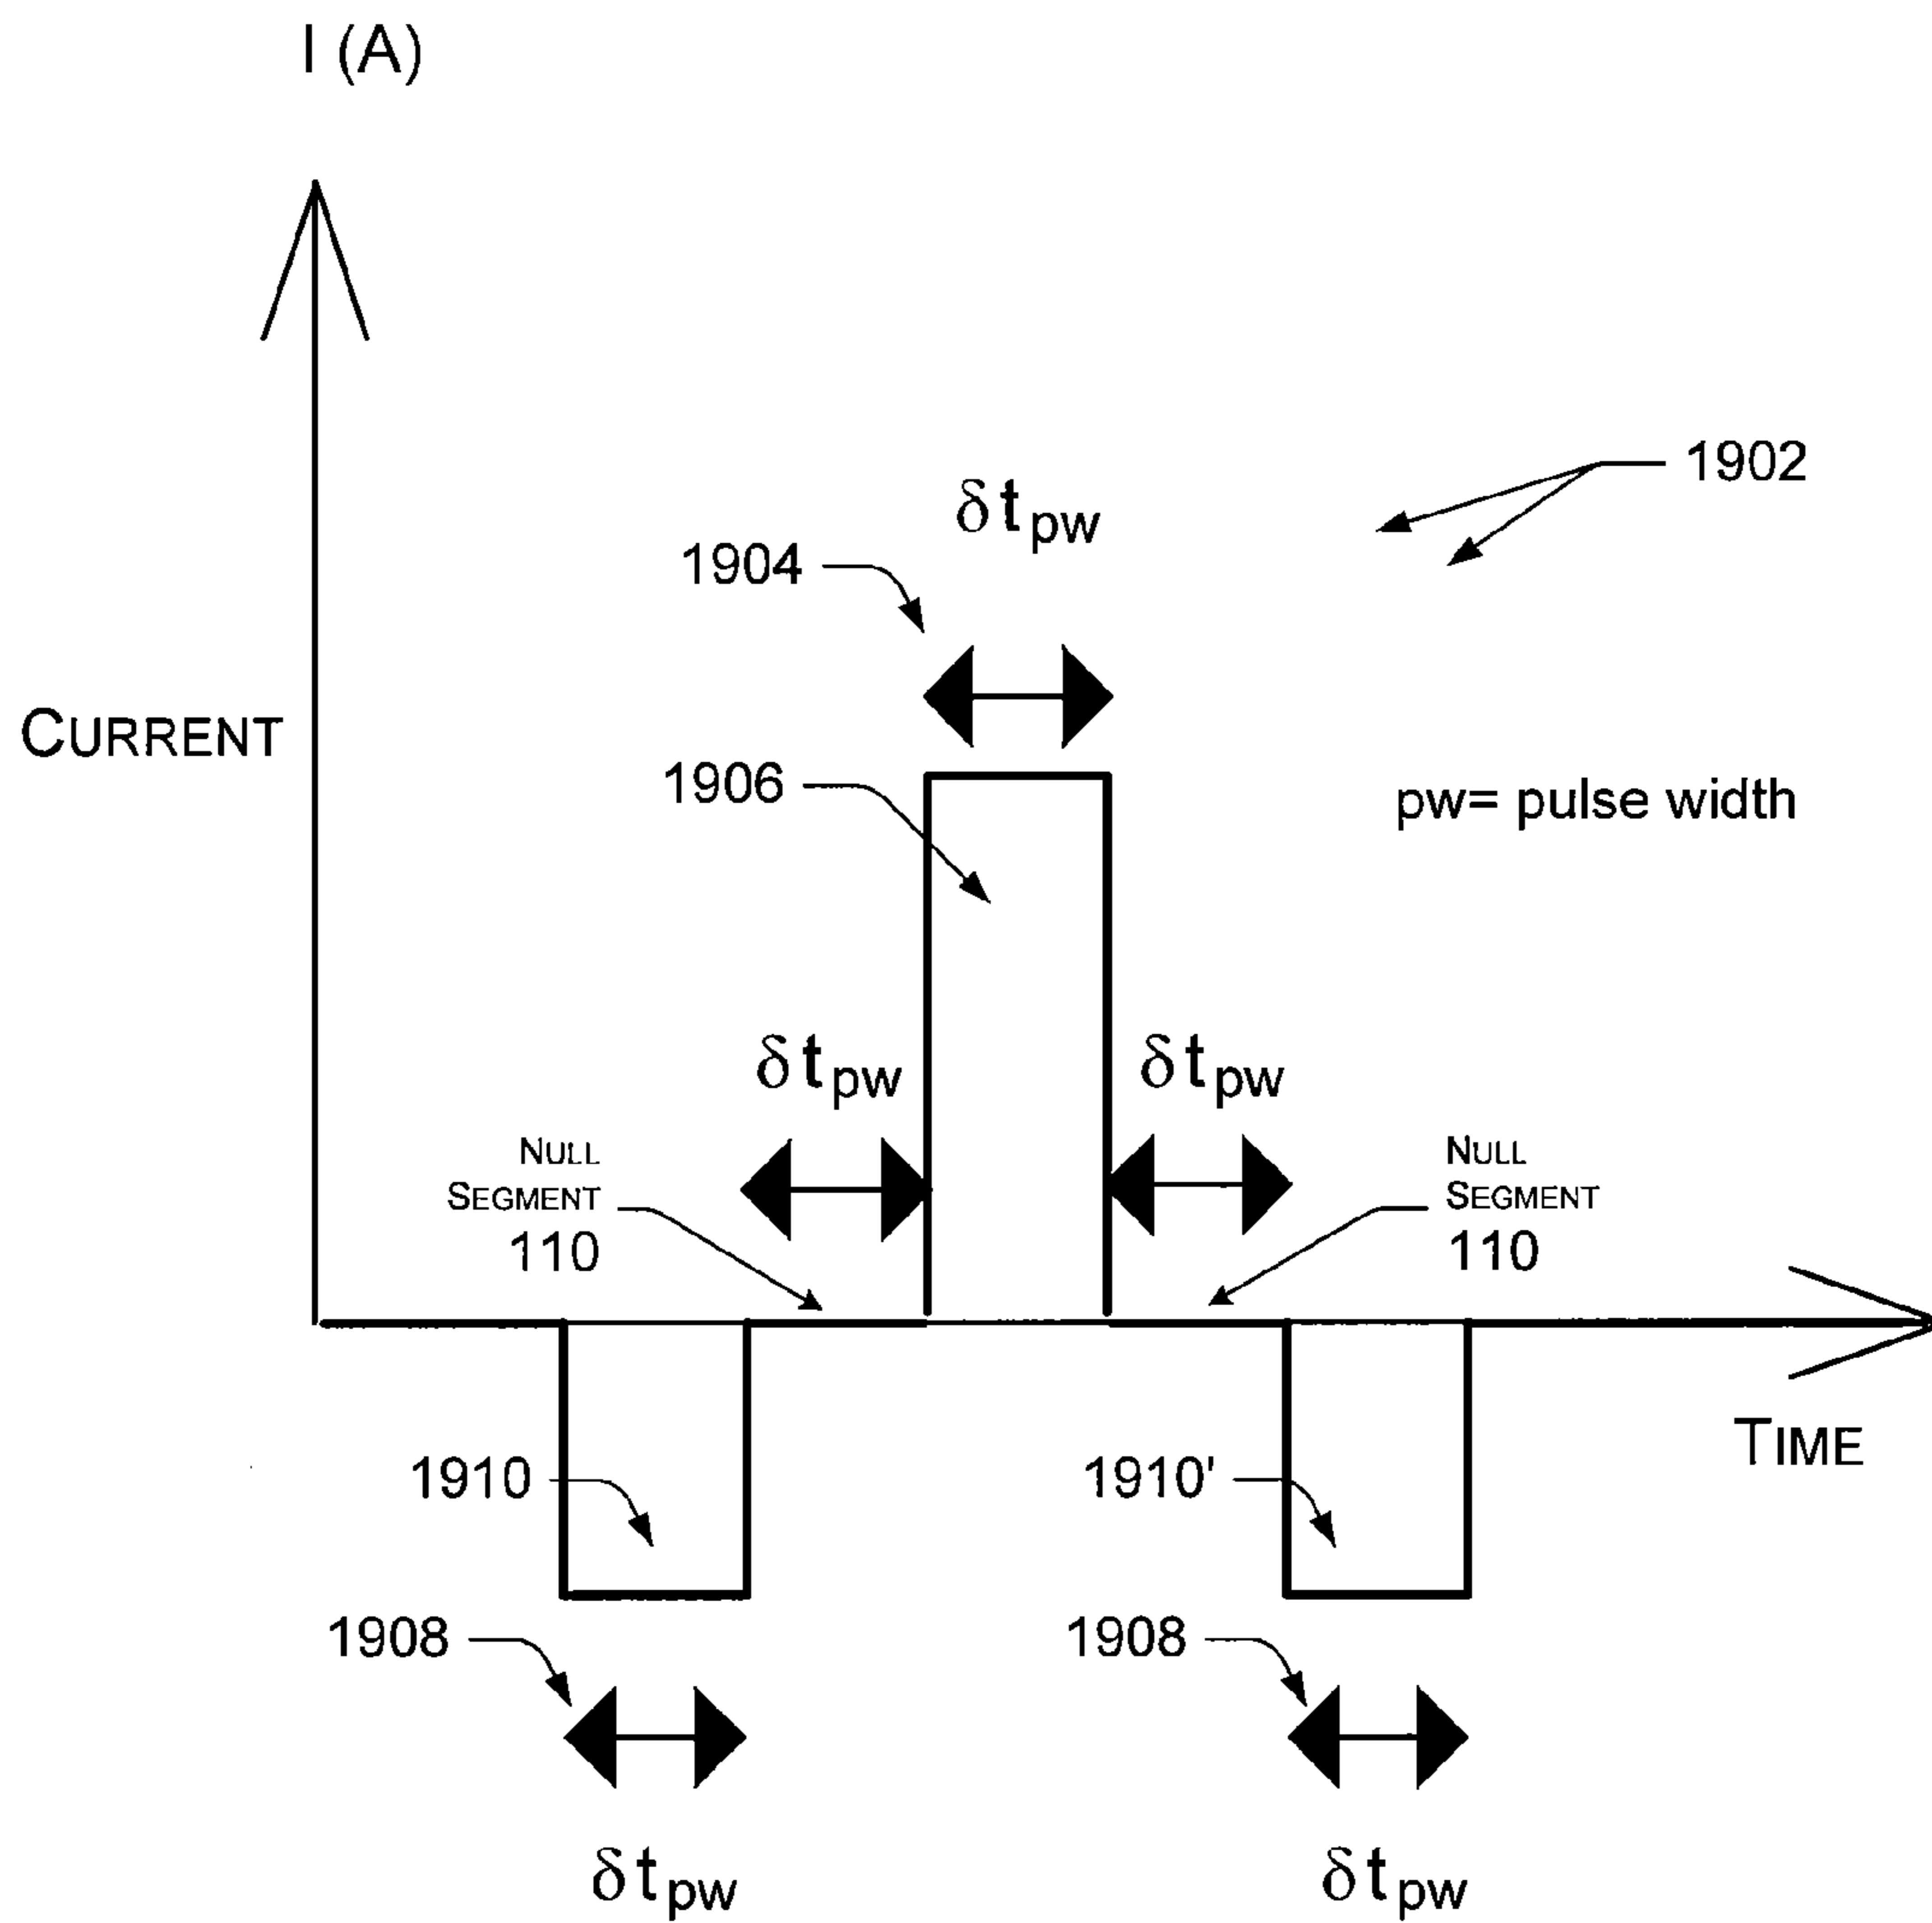 I (A)
1902
δtpw
1904
CURRENT
1906
pw= pulse width
δtpw
δtpw
NULL
SEGMENT
110
NULL
SEGMENT
110
TIME
1910
1910'
1908
1908
δtpw
δtpw